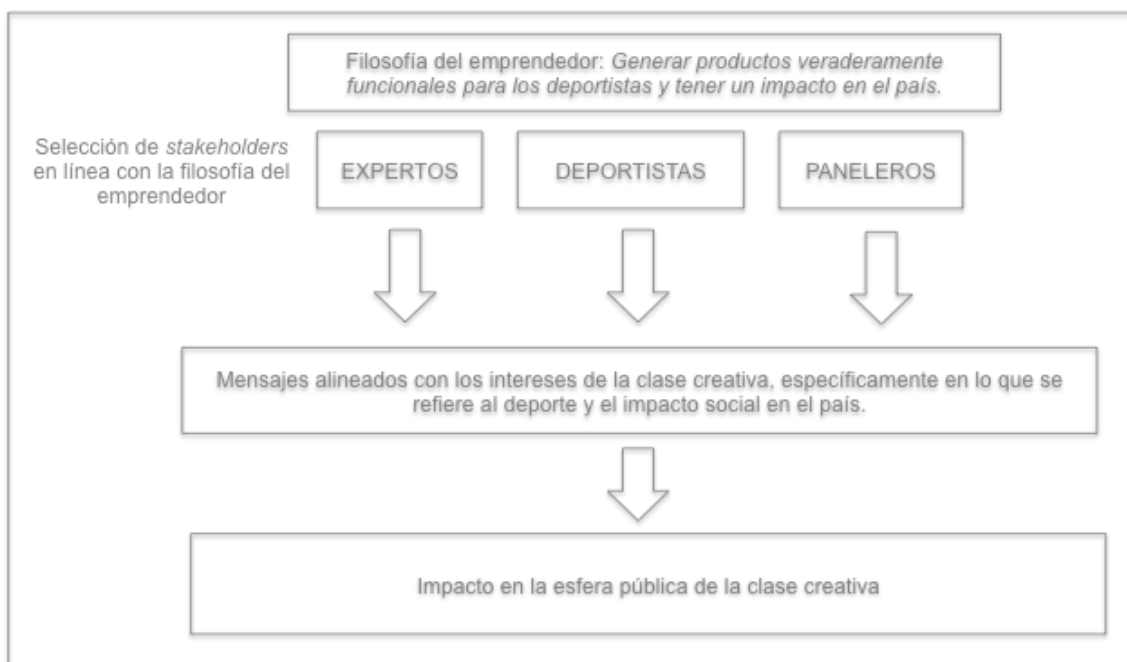 Filosofía del emprendedor: Generar productos veraderamente
funcionales para los deportistas y tener un impacto en el país.
Selección de stakeholders
en línea con la filosofía del
emprendedor
EXPERTOS
DEPORTISTAS
PANELEROS
Mensajes alineados con los intereses de la clase creativa, específicamente en lo que se
refiere al deporte y el impacto social en el país.
Impacto en la esfera pública de la clase creativa